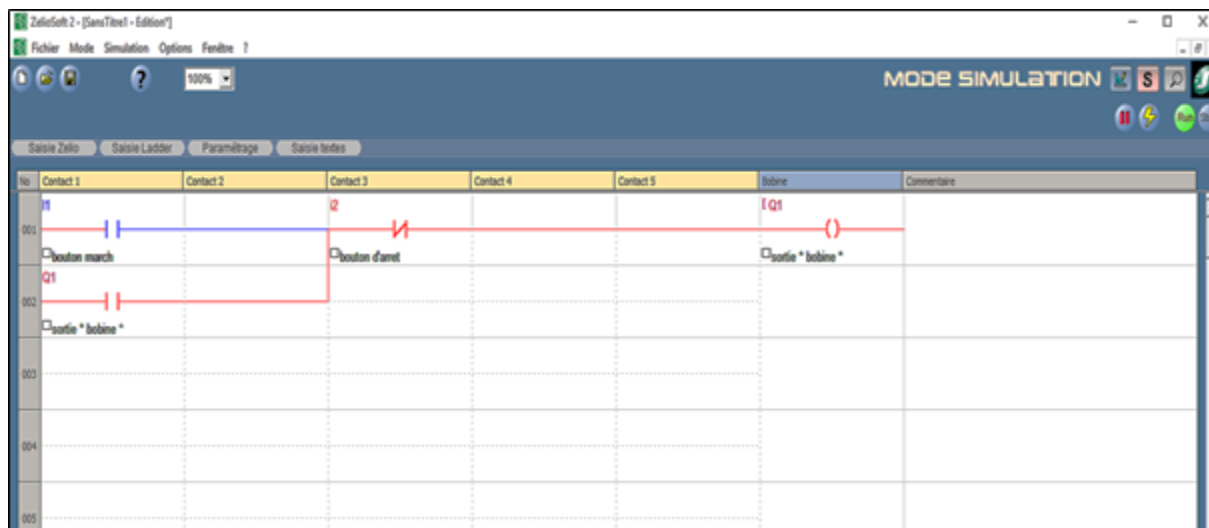 ZelioSoft 2 - [SansTitre1 - Edition*]
Fichier Mode Simulation Options Fenêtre ?
100%
MODE SIMULATION
S
Run
Saisie Zelio Saisie Ladder Paramétrage Saisie textes
No Contact 1 Contact 2 Contact 3 Contact 4 Contact 5 Bobine Commentaire
I1 i2 [ Q1
001
bouton march bouton d'arret sortie * bobine *
Q1
002
sortie * bobine *
003
004
005